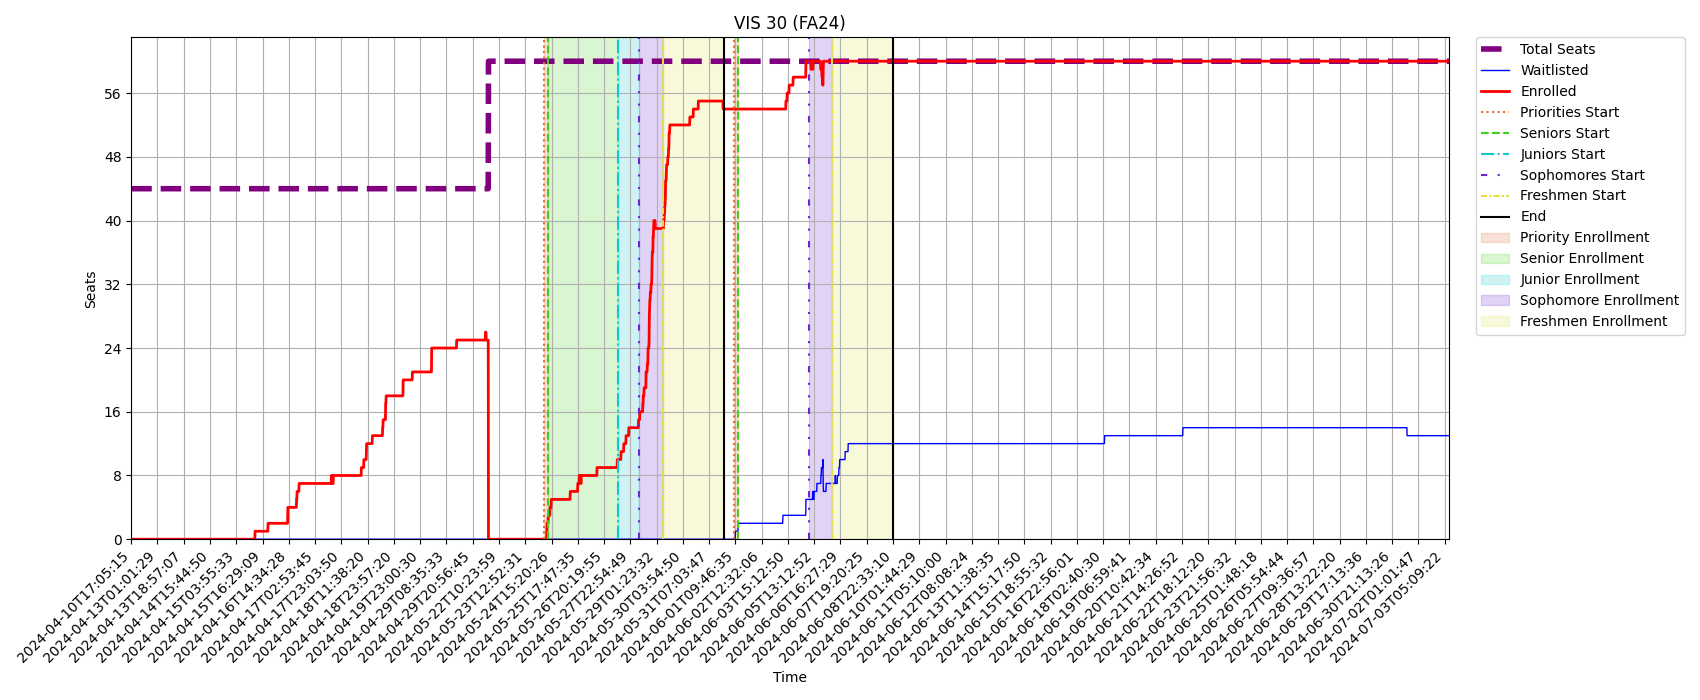 VIS 30 (FA24)
Seats
56
48
40
32
24
16
8
0
2024-04-10T17:05:15
2024-04-13T01:01:29
2024-04-13T18:57:07
2024-04-14T15:44:50
2024-04-15T03:55:33
2024-04-15T16:29:09
2024-04-16T14:34:28
2024-04-17T02:53:45
2024-04-17T23:03:50
2024-04-18T11:38:20
2024-04-18T23:57:20
2024-04-19T23:00:30
2024-04-29T08:35:33
2024-04-29T20:56:45
2024-05-22T10:23:59
2024-05-23T12:52:31
2024-05-24T15:20:26
2024-05-25T17:47:35
2024-05-26T20:19:55
2024-05-27T22:54:49
2024-05-29T01:23:32
2024-05-30T03:54:50
2024-05-31T07:03:47
2024-06-01T09:46:35
2024-06-02T12:32:06
2024-06-03T15:12:50
2024-06-05T13:12:52
2024-06-06T16:27:29
2024-06-07T19:20:25
2024-06-08T22:33:10
2024-06-10T01:44:29
2024-06-11T05:10:00
2024-06-12T08:08:24
2024-06-13T11:38:35
2024-06-14T15:17:50
2024-06-15T18:55:32
2024-06-16T22:56:01
2024-06-18T02:40:30
2024-06-19T06:59:41
2024-06-20T10:42:34
2024-06-21T14:26:52
2024-06-22T18:12:20
2024-06-23T21:56:32
2024-06-25T01:48:18
2024-06-26T05:54:44
2024-06-27T09:36:57
2024-06-28T13:22:20
2024-06-29T17:13:36
2024-06-30T21:13:26
2024-07-02T01:01:47
2024-07-03T05:09:22
Time
Total Seats
Waitlisted
Enrolled
Priorities Start
Seniors Start
Juniors Start
Sophomores Start
Freshmen Start
End
Priority Enrollment
Senior Enrollment
Junior Enrollment
Sophomore Enrollment
Freshmen Enrollment